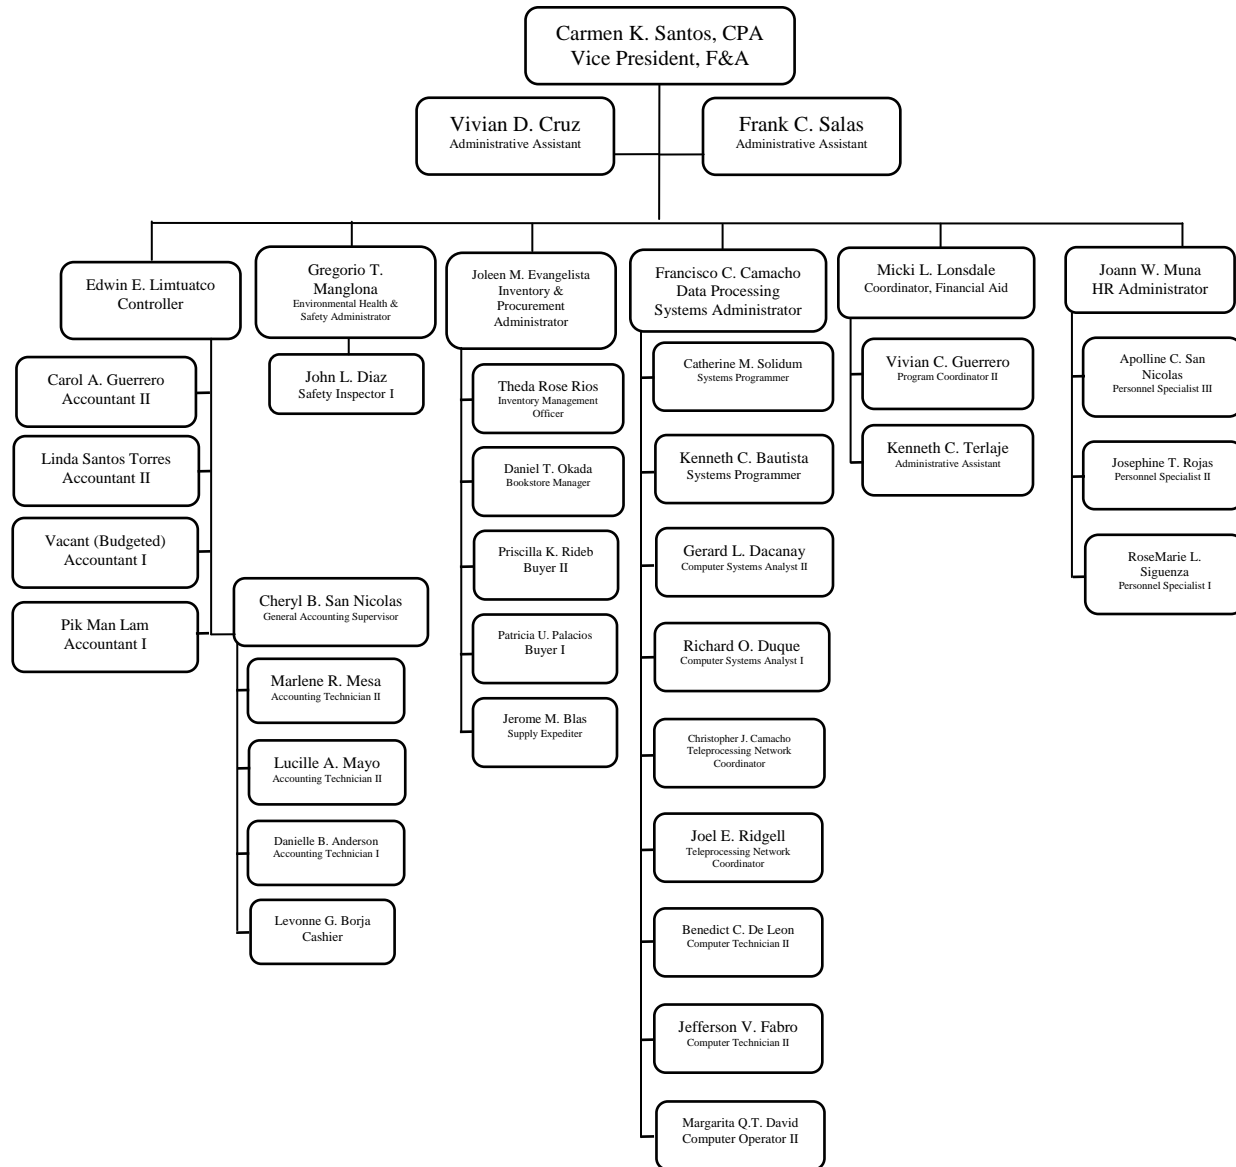 Carmen K. Santos, CPA
Vice President, F&A
Vivian D. Cruz
Administrative Assistant
Frank C. Salas
Administrative Assistant
Edwin E. Limtuatco
Controller
Gregorio T.
Manglona
Environmental Health &
Safety Administrator
Joleen M. Evangelista
Inventory &
Procurement
Administrator
Francisco C. Camacho
Data Processing
Systems Administrator
Micki L. Lonsdale
Coordinator, Financial Aid
Joann W. Muna
HR Administrator
Carol A. Guerrero
Accountant II
Linda Santos Torres
Accountant II
Vacant (Budgeted)
Accountant I
Pik Man Lam
Accountant I
Cheryl B. San Nicolas
General Accounting Supervisor
Marlene R. Mesa
Accounting Technician II
Lucille A. Mayo
Accounting Technician II
Danielle B. Anderson
Accounting Technician I
Levonne G. Borja
Cashier
John L. Diaz
Safety Inspector I
Theda Rose Rios
Inventory Management
Officer
Daniel T. Okada
Bookstore Manager
Priscilla K. Rideb
Buyer II
Patricia U. Palacios
Buyer I
Jerome M. Blas
Supply Expediter
Catherine M. Solidum
Systems Programmer
Kenneth C. Bautista
Systems Programmer
Gerard L. Dacanay
Computer Systems Analyst II
Richard O. Duque
Computer Systems Analyst I
Christopher J. Camacho
Teleprocessing Network
Coordinator
Joel E. Ridgell
Teleprocessing Network
Coordinator
Benedict C. De Leon
Computer Technician II
Jefferson V. Fabro
Computer Technician II
Margarita Q.T. David
Computer Operator II
Vivian C. Guerrero
Program Coordinator II
Kenneth C. Terlaje
Administrative Assistant
Apolline C. San
Nicolas
Personnel Specialist III
Josephine T. Rojas
Personnel Specialist II
RoseMarie L.
Siguenza
Personnel Specialist I